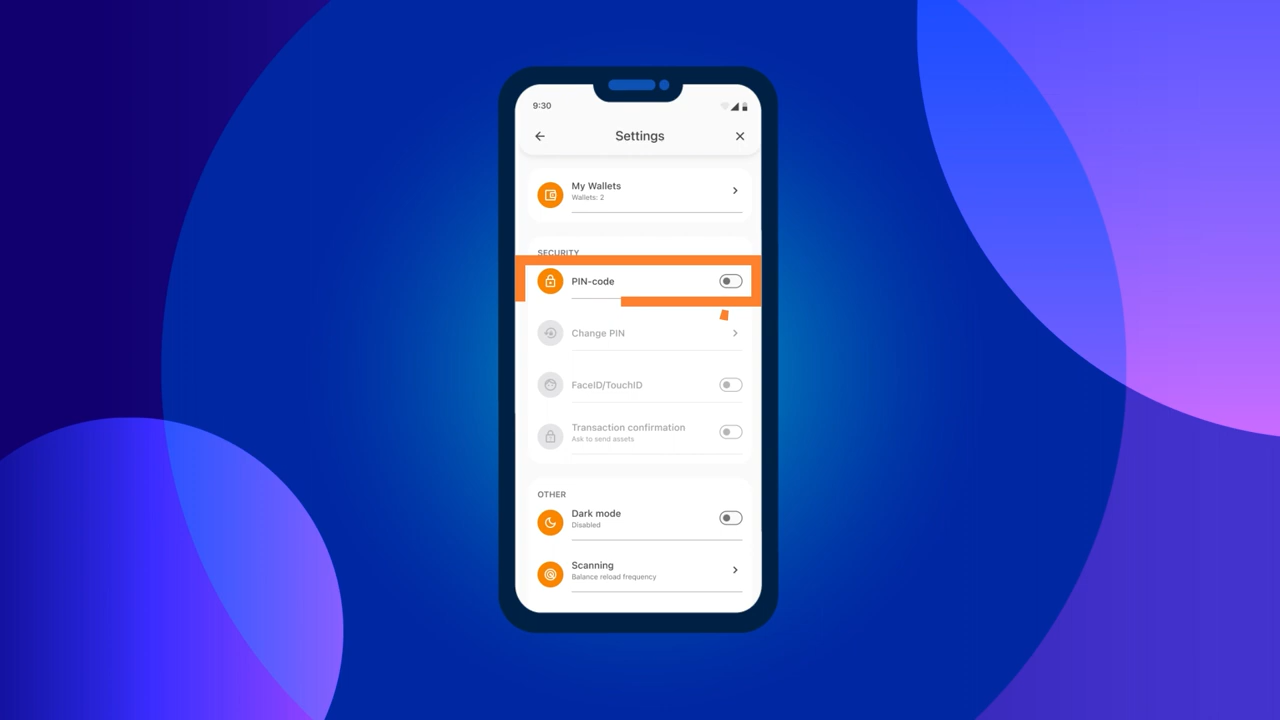 9:30
Settings
My Wallets
Wallets: 2
SECURITY
PIN-code
Change PIN
FaceID/TouchID
Transaction confirmation
Ask to send assets
OTHER
Dark mode
Disabled
Scanning
Balance reload frequency